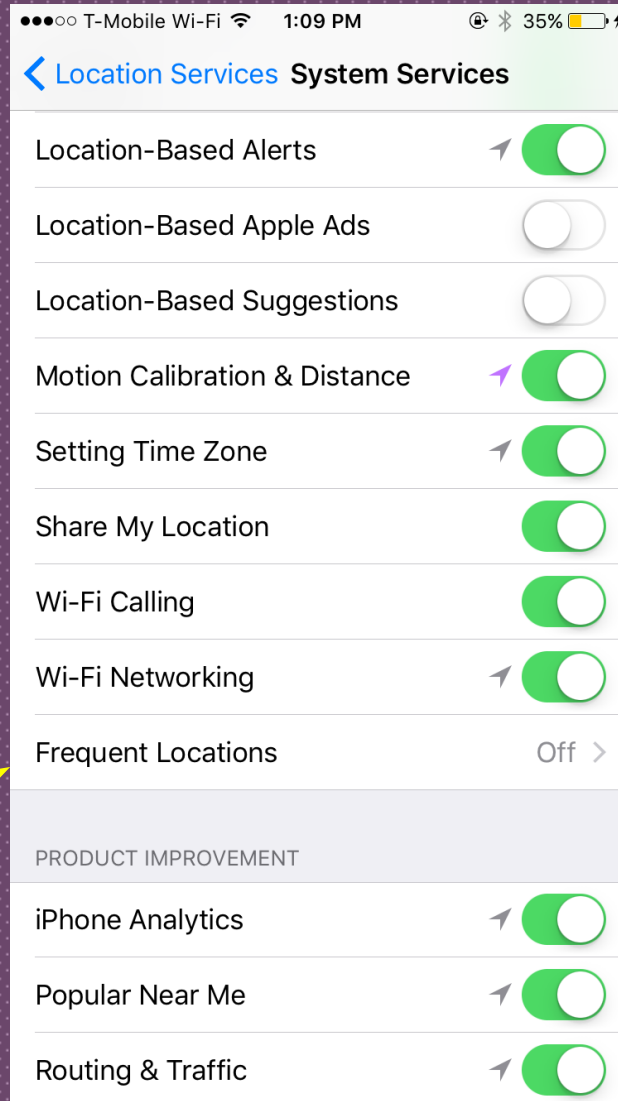 T-Mobile Wi-Fi 1:09 PM 35%
Location Services System Services
Location-Based Alerts
Location-Based Apple Ads
Location-Based Suggestions
Motion Calibration & Distance
Setting Time Zone
Share My Location
Wi-Fi Calling
Wi-Fi Networking
Frequent Locations Off
PRODUCT IMPROVEMENT
iPhone Analytics
Popular Near Me
Routing & Traffic